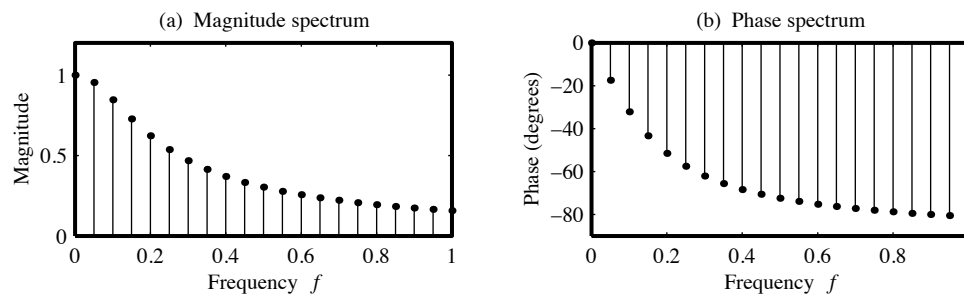 (a) Magnitude spectrum
1
0.5
0
Magnitude
0 0.2 0.4 0.6 0.8 1
Frequency f
(b) Phase spectrum
0
−20
−40
−60
−80
Phase (degrees)
0 0.2 0.4 0.6 0.8
Frequency f